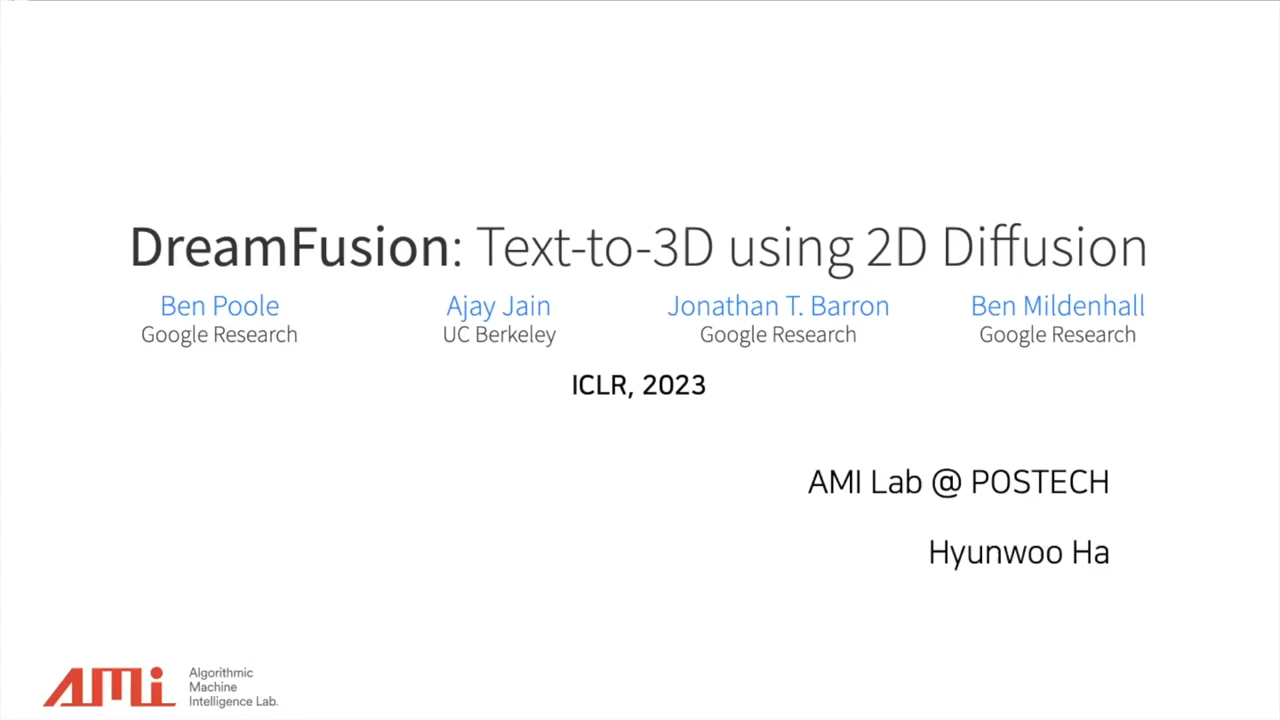 DreamFusion: Text-to-3D using 2D Diffusion
Ben Poole Ajay Jain Jonathan T. Barron Ben Mildenhall
Google Research UC Berkeley Google Research Google Research
ICLR, 2023
AMI Lab @ POSTECH
Hyunwoo Ha
AMi
Algorithmic
Machine
Intelligence Lab.